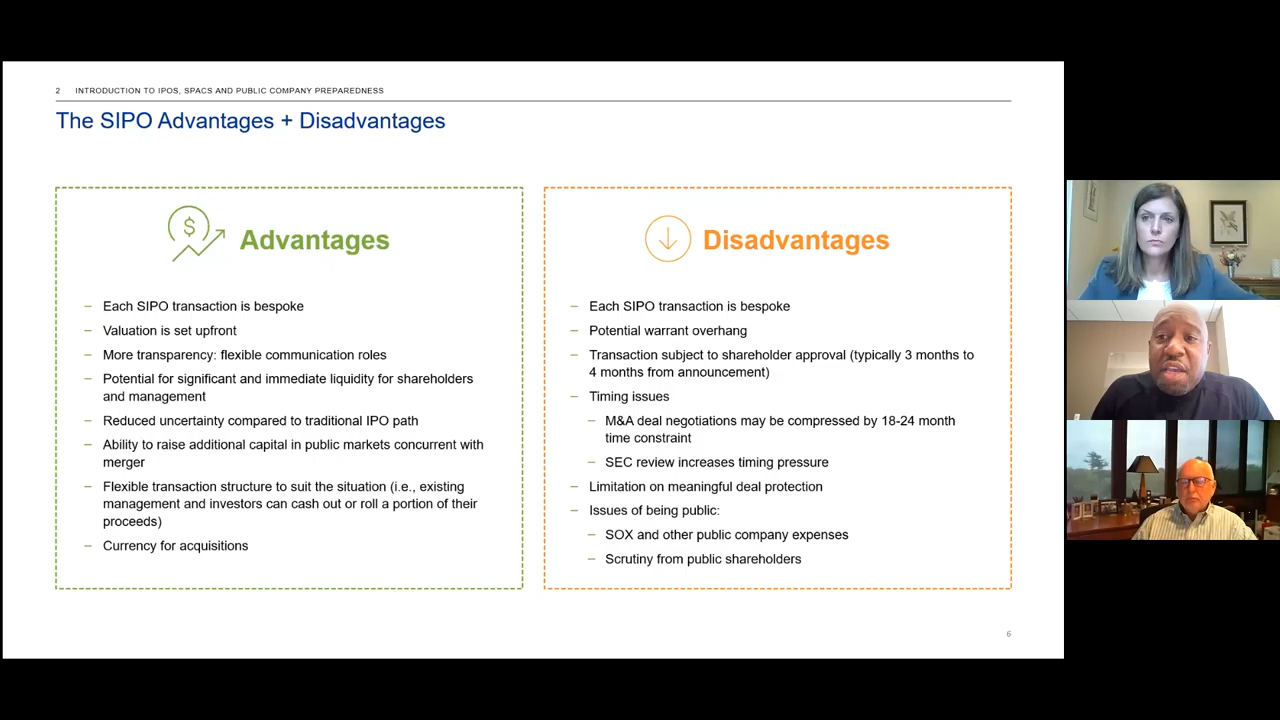 2 INTRODUCTION TO IPOS, SPACS AND PUBLIC COMPANY PREPAREDNESS
The SIPO Advantages + Disadvantages
$
Advantages
– Each SIPO transaction is bespoke
– Valuation is set upfront
– More transparency: flexible communication roles
– Potential for significant and immediate liquidity for shareholders
and management
– Reduced uncertainty compared to traditional IPO path
– Ability to raise additional capital in public markets concurrent with
merger
– Flexible transaction structure to suit the situation (i.e., existing
management and investors can cash out or roll a portion of their
proceeds)
– Currency for acquisitions
Disadvantages
– Each SIPO transaction is bespoke
– Potential warrant overhang
– Transaction subject to shareholder approval (typically 3 months to
4 months from announcement)
– Timing issues
– M&A deal negotiations may be compressed by 18-24 month
time constraint
– SEC review increases timing pressure
– Limitation on meaningful deal protection
– Issues of being public:
– SOX and other public company expenses
– Scrutiny from public shareholders
6